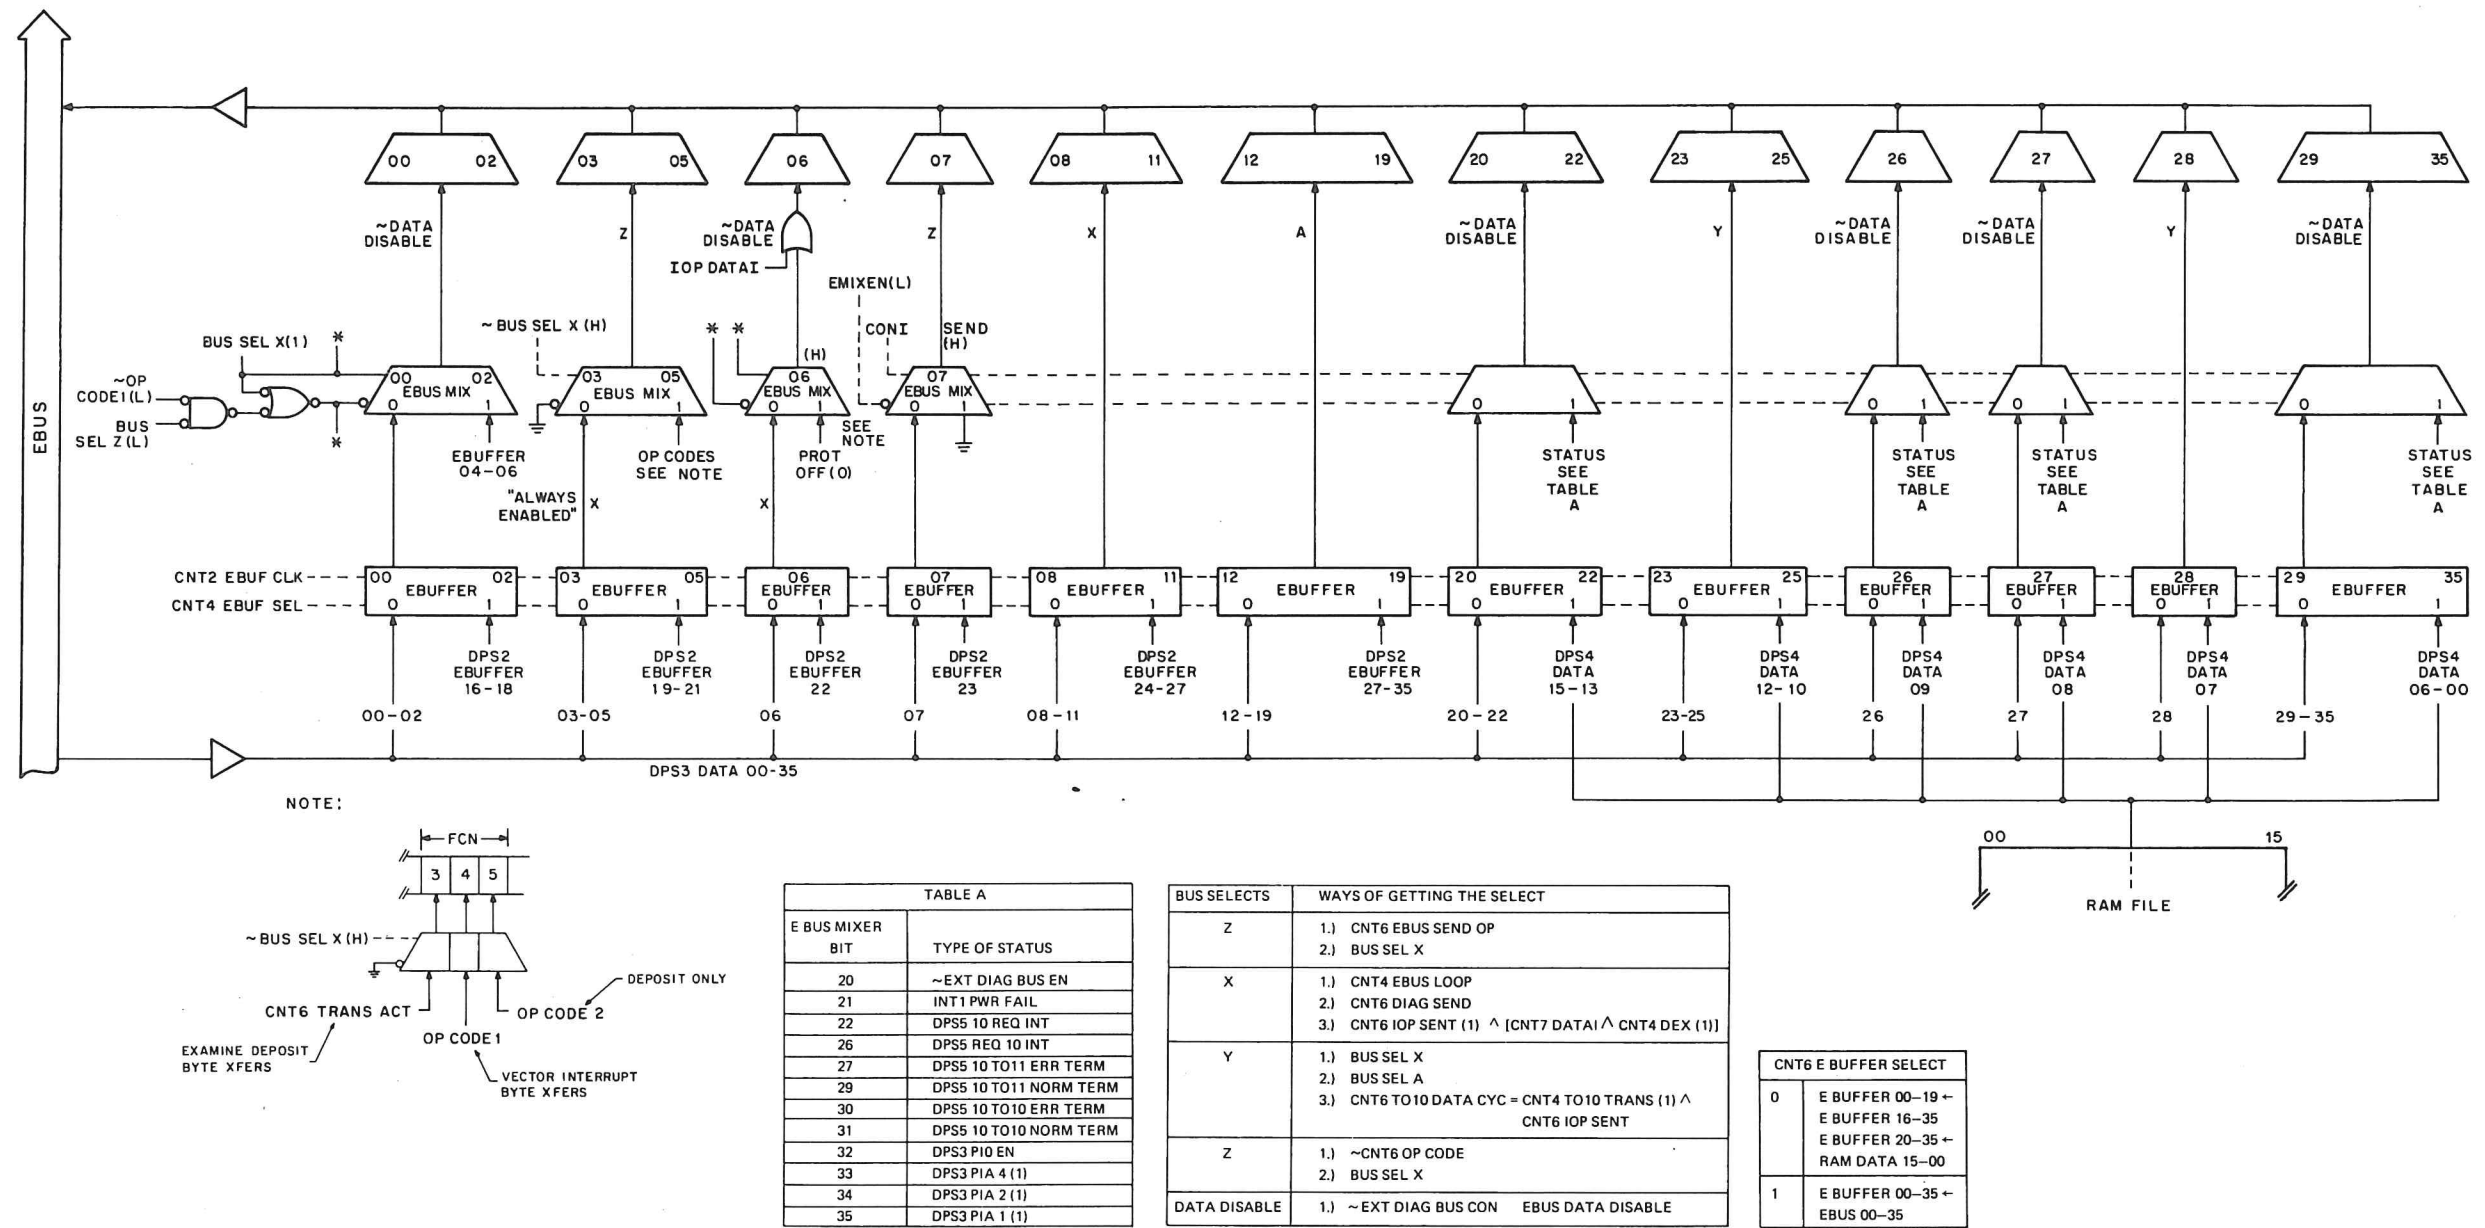 EBUS
00 02
03 05
06
07
08 11
12 19
20 22
23 25
26
27
28
29 35
~DATA
DISABLE
Z
~DATA
DISABLE
IOP DATAI
Z
X
A
~DATA
DISABLE
Y
~DATA
DISABLE
~DATA
DISABLE
Y
~DATA
DISABLE
EMIXEN(L)
BUS SEL X(1)
*
~BUS SEL X (H)
* *
(H)
CONI
SEND
(H)
~OP
CODE1(L)
BUS
SEL Z (L)
*
00 02
EBUS MIX
0 1
03 05
EBUS MIX
0 1
06
EBUS MIX
0 1
07
EBUS MIX
0 1
0 1
0 1
0 1
0 1
EBUFFER
04-06
"ALWAYS
ENABLED"
X
OP CODES
SEE NOTE
X
PROT
OFF (0)
SEE
NOTE
STATUS
SEE
TABLE
A
STATUS
SEE
TABLE
A
STATUS
SEE
TABLE
A
STATUS
SEE
TABLE
A
CNT2 EBUF CLK
CNT4 EBUF SEL
00 02
EBUFFER
0 1
03 05
EBUFFER
0 1
06
EBUFFER
0 1
07
EBUFFER
0 1
08 11
EBUFFER
0 1
12 19
EBUFFER
0 1
20 22
EBUFFER
0 1
23 25
EBUFFER
0 1
26
EBUFFER
0 1
27
EBUFFER
0 1
28
EBUFFER
0 1
29 35
EBUFFER
0 1
DPS2
EBUFFER
16-18
DPS2
EBUFFER
19-21
DPS2
EBUFFER
22
DPS2
EBUFFER
23
DPS2
EBUFFER
24-27
DPS2
EBUFFER
27-35
DPS4
DATA
15-13
DPS4
DATA
12-10
DPS4
DATA
09
DPS4
DATA
08
DPS4
DATA
07
DPS4
DATA
06-00
00-02
03-05
06
07
08-11
12-19
20-22
23-25
26
27
28
29-35
DPS3 DATA 00-35
NOTE:
FCN
3 4 5
~BUS SEL X (H)
CNT6 TRANS ACT
OP CODE 1
OP CODE 2
DEPOSIT ONLY
EXAMINE DEPOSIT
BYTE XFERS
VECTOR INTERRUPT
BYTE XFERS
00 15
RAM FILE
TABLE A
E BUS MIXER
BIT
TYPE OF STATUS
20 ~EXT DIAG BUS EN
21 INT1 PWR FAIL
22 DPS5 10 REQ INT
26 DPS5 REQ 10 INT
27 DPS5 10 TO11 ERR TERM
29 DPS5 10 TO11 NORM TERM
30 DPS5 10 TO10 ERR TERM
31 DPS5 10 TO10 NORM TERM
32 DPS3 PI0 EN
33 DPS3 PIA 4 (1)
34 DPS3 PIA 2 (1)
35 DPS3 PIA 1 (1)
BUS SELECTS WAYS OF GETTING THE SELECT
Z 1.) CNT6 EBUS SEND OP
2.) BUS SEL X
X 1.) CNT4 EBUS LOOP
2.) CNT6 DIAG SEND
3.) CNT6 IOP SENT (1) ∧ [CNT7 DATAI ∧ CNT4 DEX (1)]
Y 1.) BUS SEL X
2.) BUS SEL A
3.) CNT6 TO10 DATA CYC = CNT4 TO10 TRANS (1) ∧
CNT6 IOP SENT
Z 1.) ~CNT6 OP CODE
2.) BUS SEL X
DATA DISABLE 1.) ~EXT DIAG BUS CON EBUS DATA DISABLE
CNT6 E BUFFER SELECT
0 E BUFFER 00-19 ←
E BUFFER 16-35
E BUFFER 20-35 ←
RAM DATA 15-00
1 E BUFFER 00-35 ←
EBUS 00-35